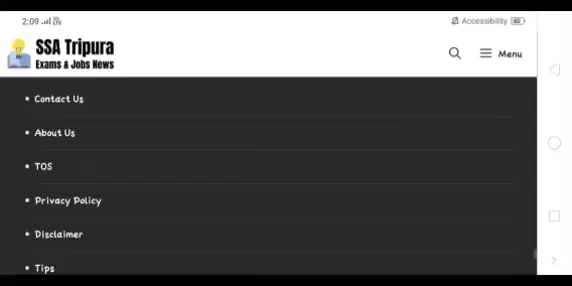 2:09
Accessibility
SSA Tripura
Exams & Jobs News
Menu
Contact Us
About Us
TOS
Privacy Policy
Disclaimer
Tips